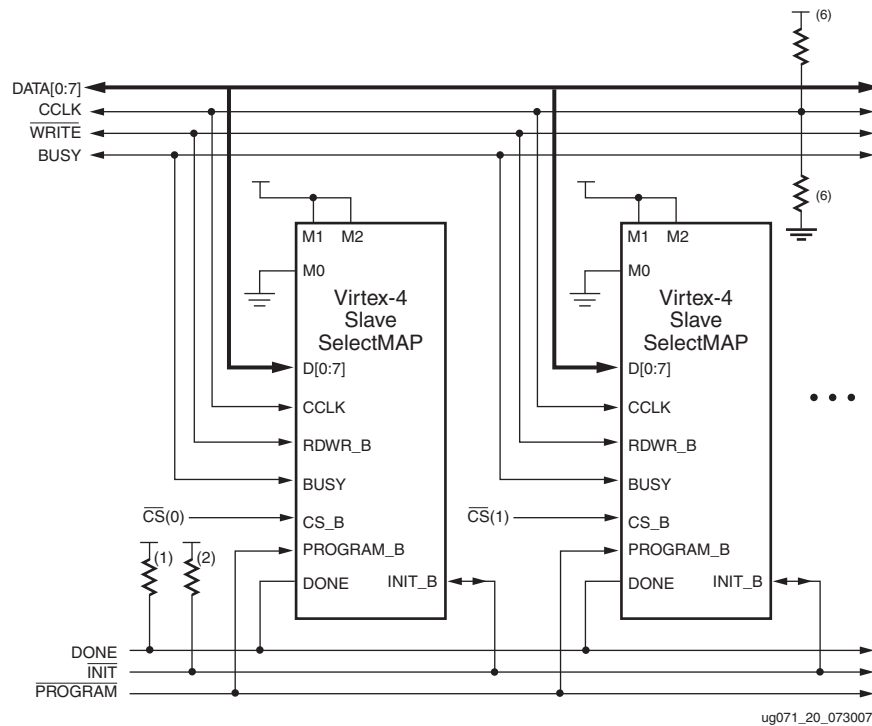 (6)
DATA[0:7]
CCLK
WRITE
BUSY
(6)
M1 M2
M0
Virtex-4
Slave
SelectMAP
D[0:7]
CCLK
RDWR_B
BUSY
CS(0)
CS_B
PROGRAM_B
DONE
INIT_B
M1 M2
M0
Virtex-4
Slave
SelectMAP
D[0:7]
CCLK
RDWR_B
BUSY
CS(1)
CS_B
PROGRAM_B
DONE
INIT_B
(1)
(2)
DONE
INIT
PROGRAM
ug071_20_073007